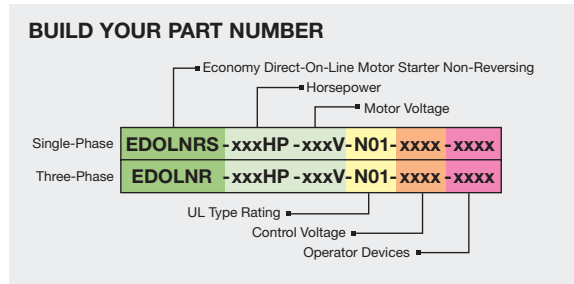 BUILD YOUR PART NUMBER
Economy Direct-On-Line Motor Starter Non-Reversing
Horsepower
Motor Voltage
Single-Phase EDOLNRS -xxxHP -xxxV-N01- xxxx -xxxx
Three-Phase EDOLNR -xxxHP -xxxV-N01- xxxx -xxxx
UL Type Rating
Control Voltage
Operator Devices